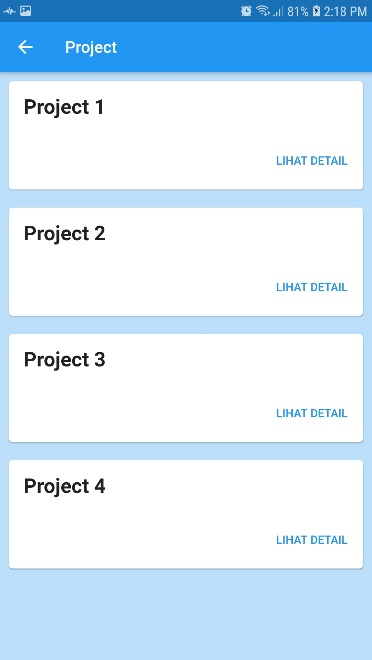 81% 2:18 PM
Project
Project 1
LIHAT DETAIL
Project 2
LIHAT DETAIL
Project 3
LIHAT DETAIL
Project 4
LIHAT DETAIL